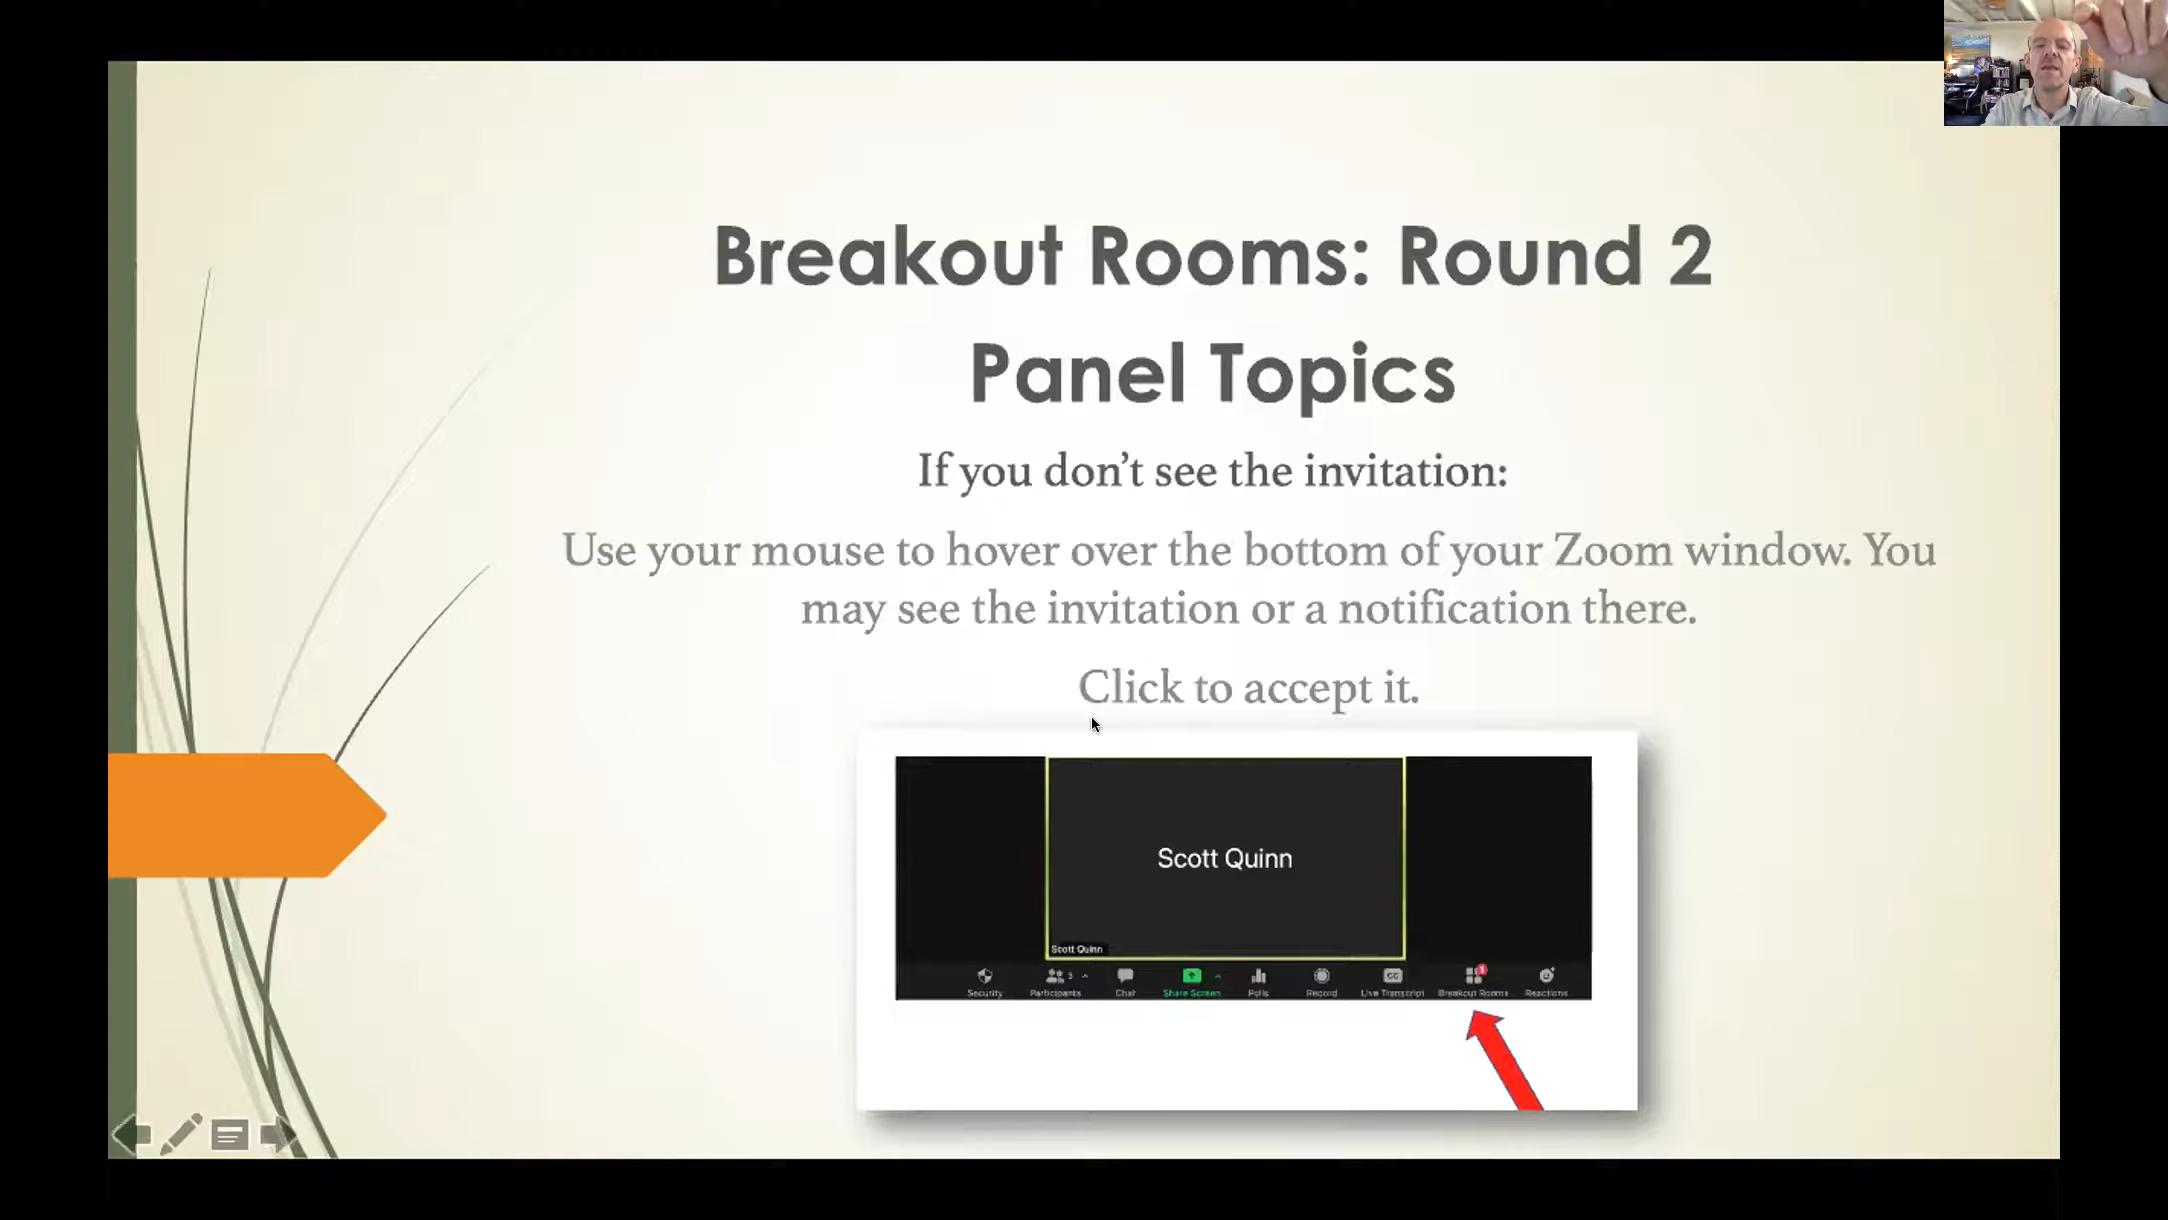 Breakout Rooms: Round 2
Panel Topics
If you don’t see the invitation:
Use your mouse to hover over the bottom of your Zoom window. You
may see the invitation or a notification there.
Click to accept it.
Scott Quinn
Scott Quinn
3
1
Security Participants Chat Share Screen Polls Record Live Transcript Breakout Rooms Reactions